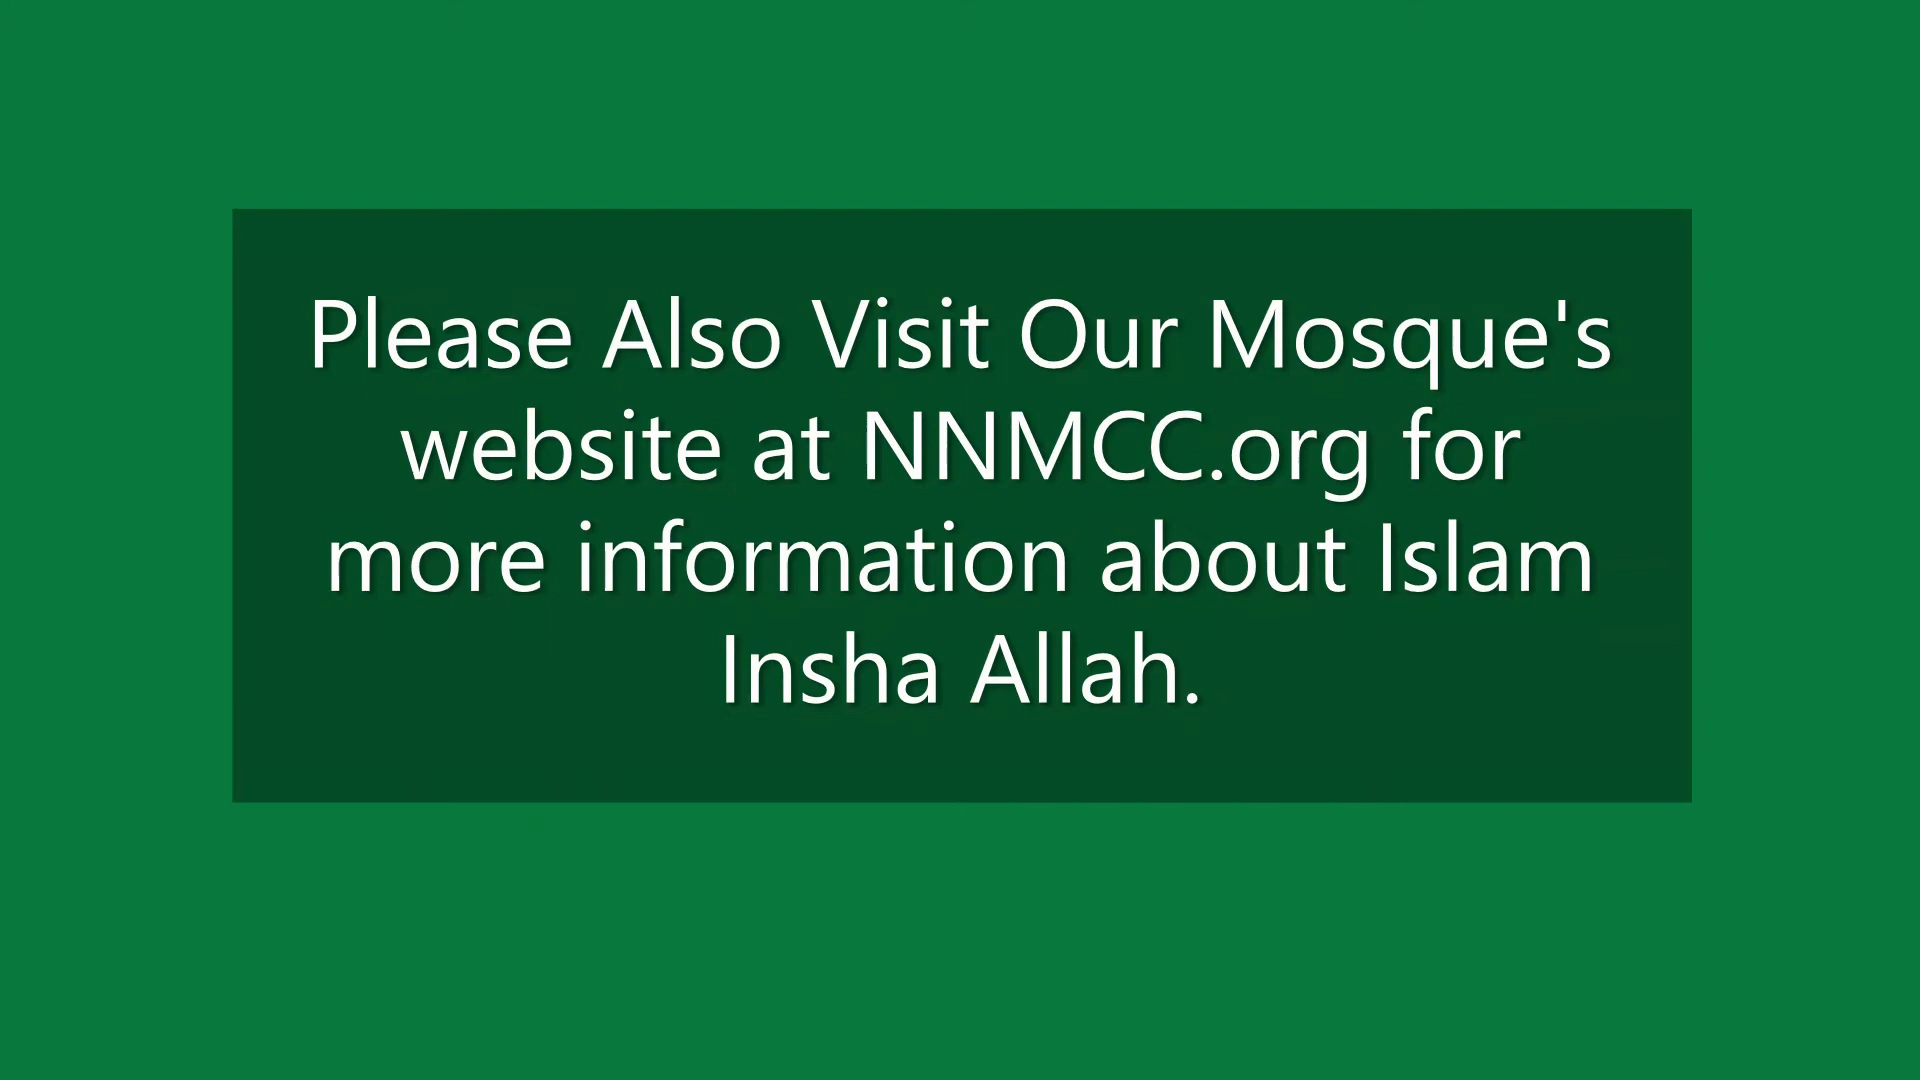 Please Also Visit Our Mosque's
website at NNMCC.org for
more information about Islam
Insha Allah.